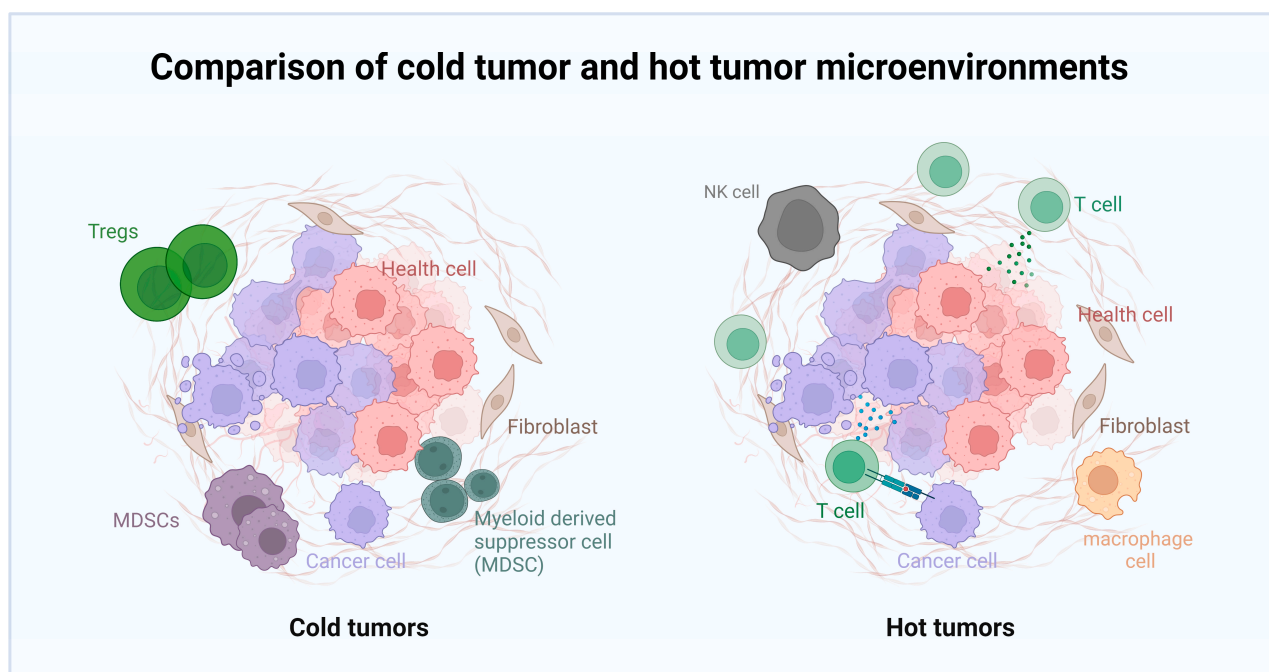 Comparison of cold tumor and hot tumor microenvironments
Tregs
Health cell
Fibroblast
MDSCs
Cancer cell
Myeloid derived
suppressor cell
(MDSC)
Cold tumors
NK cell
T cell
Health cell
Fibroblast
T cell
Cancer cell
macrophage
cell
Hot tumors